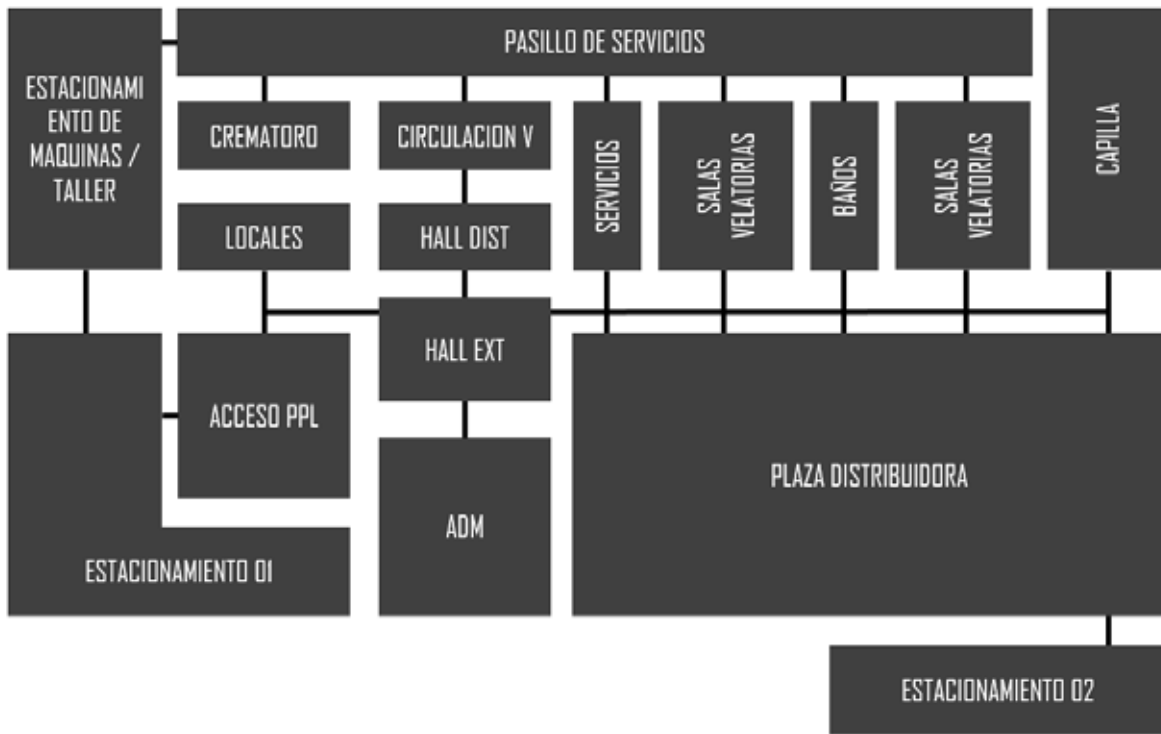 PASILLO DE SERVICIOS
ESTACIONAMI
ENTO DE
MAQUINAS /
TALLER
CREMATORO
CIRCULACION V
SERVICIOS
SALAS
VELATORIAS
BAÑOS
SALAS
VELATORIAS
CAPILLA
LOCALES
HALL DIST
HALL EXT
ACCESO PPL
PLAZA DISTRIBUIDORA
ADM
ESTACIONAMIENTO 01
ESTACIONAMIENTO 02